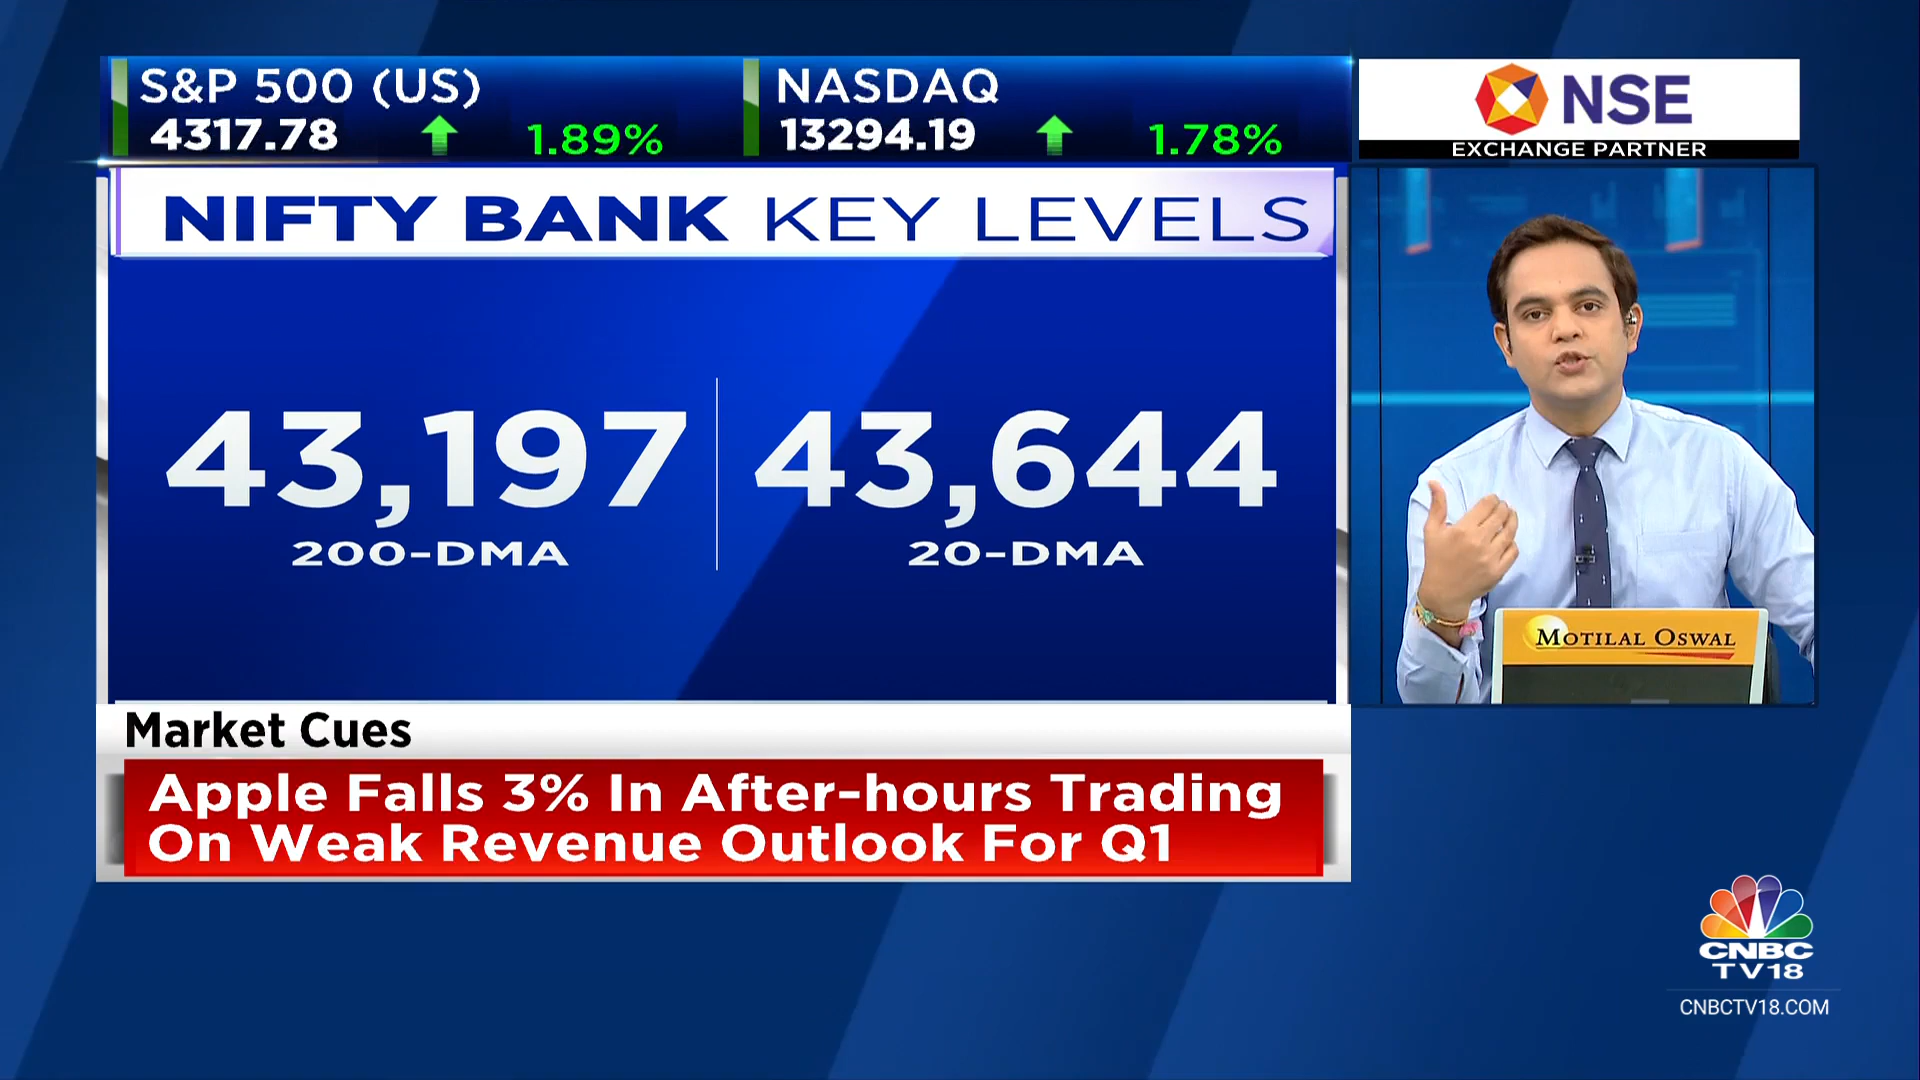 S&P 500 (US)
4317.78 1.89%
NASDAQ
13294.19 1.78%
NSE
EXCHANGE PARTNER
NIFTY BANK KEY LEVELS
43,197
200-DMA
43,644
20-DMA
MOTILAL OSWAL
Market Cues
Apple Falls 3% In After-hours Trading
On Weak Revenue Outlook For Q1
CNBC
TV18
CNBCTV18.COM